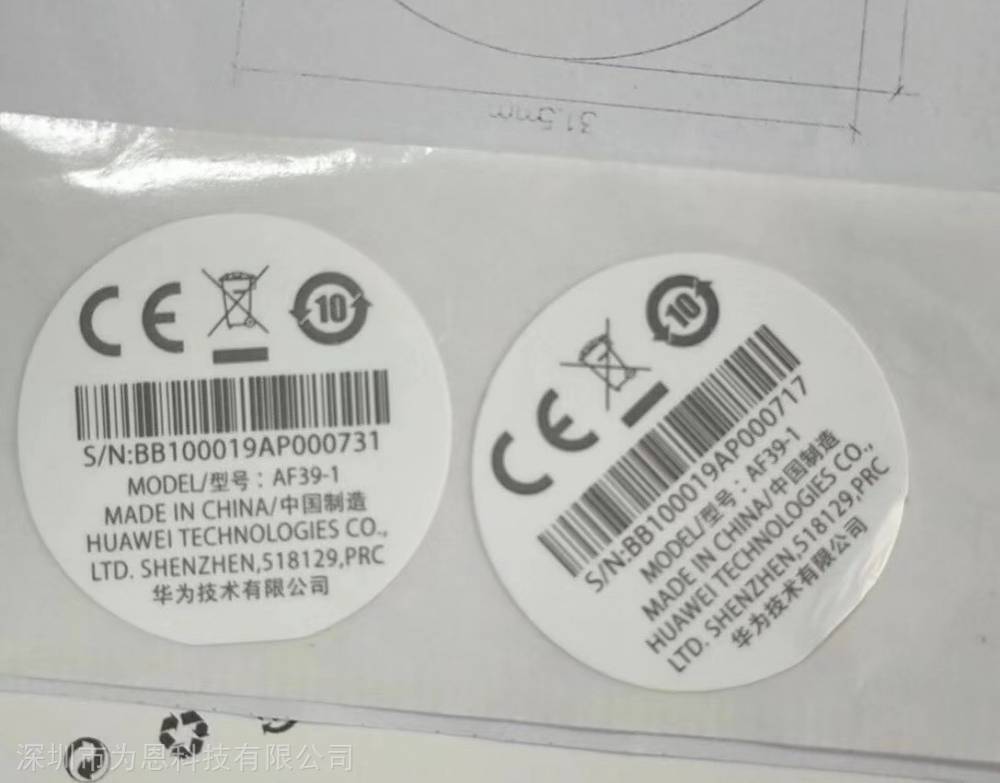 31.5mm
CE
10
S/N:BB100019AP000731
MODEL/型号：AF39-1
MADE IN CHINA/中国制造
HUAWEI TECHNOLOGIES CO.,
LTD. SHENZHEN,518129,PRC
华为技术有限公司
CE
10
S/N:BB100019AP000717
MODEL/型号：AF39-1
MADE IN CHINA/中国制造
HUAWEI TECHNOLOGIES CO.,
LTD. SHENZHEN,518129,PRC
华为技术有限公司
深圳市为恩科技有限公司